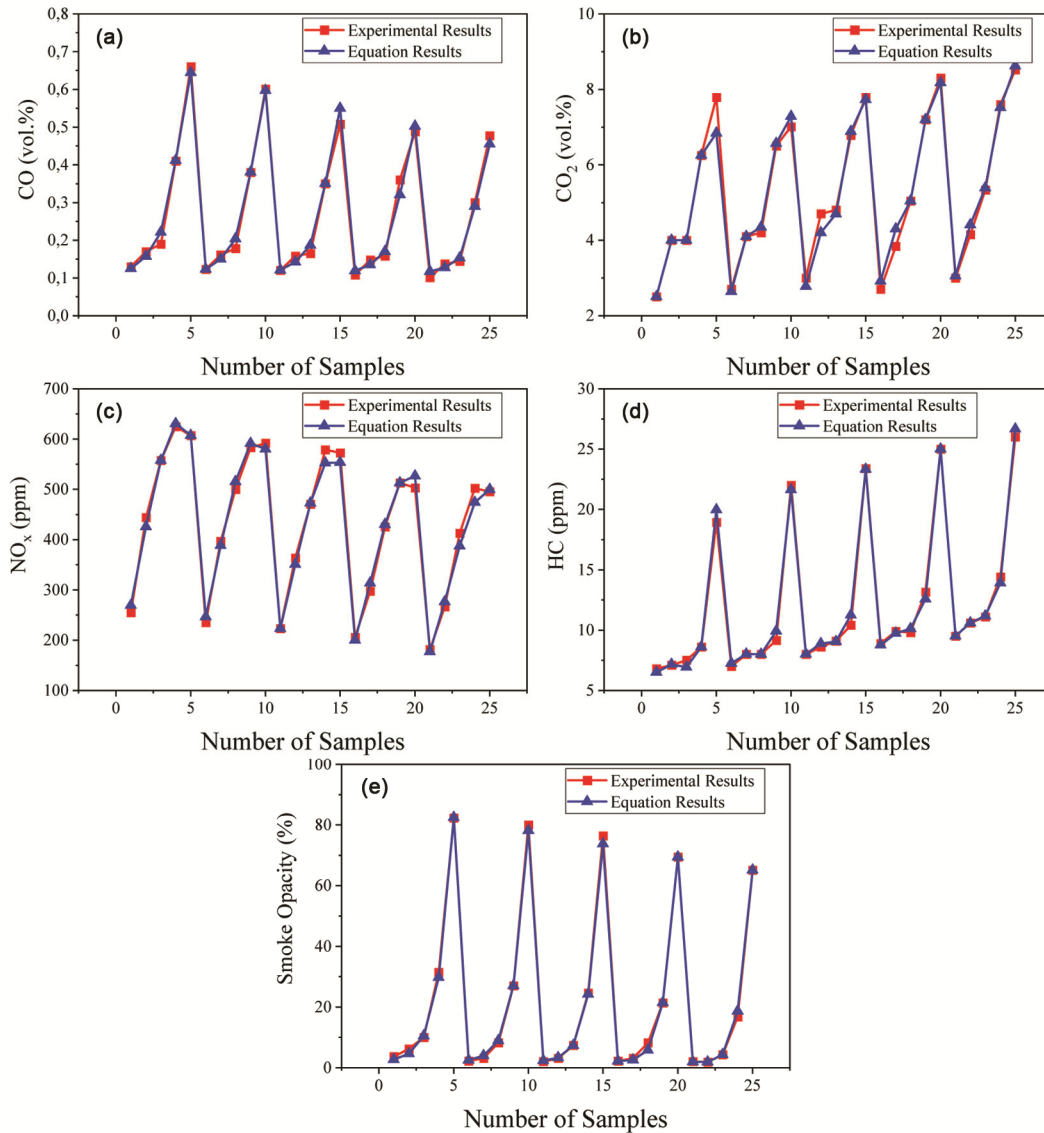 (a)
Experimental Results
Equation Results
CO (vol.%)
0,8
0,7
0,6
0,5
0,4
0,3
0,2
0,1
0,0
0 5 10 15 20 25
Number of Samples
(b)
Experimental Results
Equation Results
CO₂ (vol.%)
10
8
6
4
2
0 5 10 15 20 25
Number of Samples
(c)
Experimental Results
Equation Results
NOₓ (ppm)
700
600
500
400
300
200
100
0 5 10 15 20 25
Number of Samples
(d)
Experimental Results
Equation Results
HC (ppm)
30
25
20
15
10
5
0 5 10 15 20 25
Number of Samples
(e)
Experimental Results
Equation Results
Smoke Opacity (%)
100
80
60
40
20
0
0 5 10 15 20 25
Number of Samples